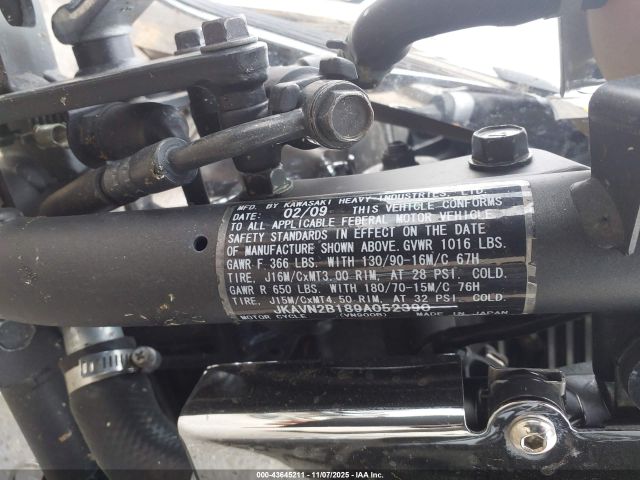 MFD. BY KAWASAKI HEAVY INDUSTRIES, LTD.
DATE: 02/09 THIS VEHICLE CONFORMS
TO ALL APPLICABLE FEDERAL MOTOR VEHICLE
SAFETY STANDARDS IN EFFECT ON THE DATE
OF MANUFACTURE SHOWN ABOVE. GVWR 1016 LBS.
GAWR F 366 LBS. WITH 130/90-16M/C 67H
TIRE, J16M/CxMT3.00 RIM, AT 28 PSI. COLD.
GAWR R 650 LBS. WITH 180/70-15M/C 76H
TIRE, J15M/CxMT4.50 RIM, AT 32 PSI. COLD.
MOTOR CYCLE (VN900B) MADE IN JAPAN
000-43645211 - 11/07/2025 - IAA Inc.